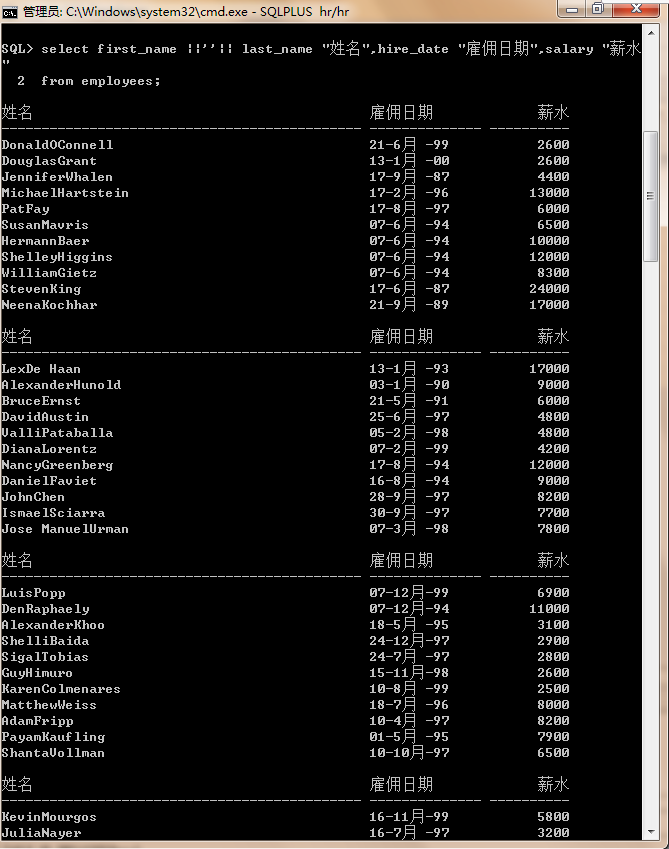 管理员: C:\Windows\system32\cmd.exe - SQLPLUS  hr/hr
SQL> select first_name ||''|| last_name "姓名",hire_date "雇佣日期",salary "薪水
"
  2  from employees;
姓名 雇佣日期 薪水
---------------------------------------------- -------------- ----------
DonaldOConnell 21-6月 -99 2600
DouglasGrant 13-1月 -00 2600
JenniferWhalen 17-9月 -87 4400
MichaelHartstein 17-2月 -96 13000
PatFay 17-8月 -97 6000
SusanMavris 07-6月 -94 6500
HermannBaer 07-6月 -94 10000
ShelleyHiggins 07-6月 -94 12000
WilliamGietz 07-6月 -94 8300
StevenKing 17-6月 -87 24000
NeenaKochhar 21-9月 -89 17000
姓名 雇佣日期 薪水
---------------------------------------------- -------------- ----------
LexDe Haan 13-1月 -93 17000
AlexanderHunold 03-1月 -90 9000
BruceErnst 21-5月 -91 6000
DavidAustin 25-6月 -97 4800
ValliPataballa 05-2月 -98 4800
DianaLorentz 07-2月 -99 4200
NancyGreenberg 17-8月 -94 12000
DanielFaviet 16-8月 -94 9000
JohnChen 28-9月 -97 8200
IsmaelSciarra 30-9月 -97 7700
Jose ManuelUrman 07-3月 -98 7800
姓名 雇佣日期 薪水
---------------------------------------------- -------------- ----------
LuisPopp 07-12月-99 6900
DenRaphaely 07-12月-94 11000
AlexanderKhoo 18-5月 -95 3100
ShelliBaida 24-12月-97 2900
SigalTobias 24-7月 -97 2800
GuyHimuro 15-11月-98 2600
KarenColmenares 10-8月 -99 2500
MatthewWeiss 18-7月 -96 8000
AdamFripp 10-4月 -97 8200
PayamKaufling 01-5月 -95 7900
ShantaVollman 10-10月-97 6500
姓名 雇佣日期 薪水
---------------------------------------------- -------------- ----------
KevinMourgos 16-11月-99 5800
JuliaNayer 16-7月 -97 3200